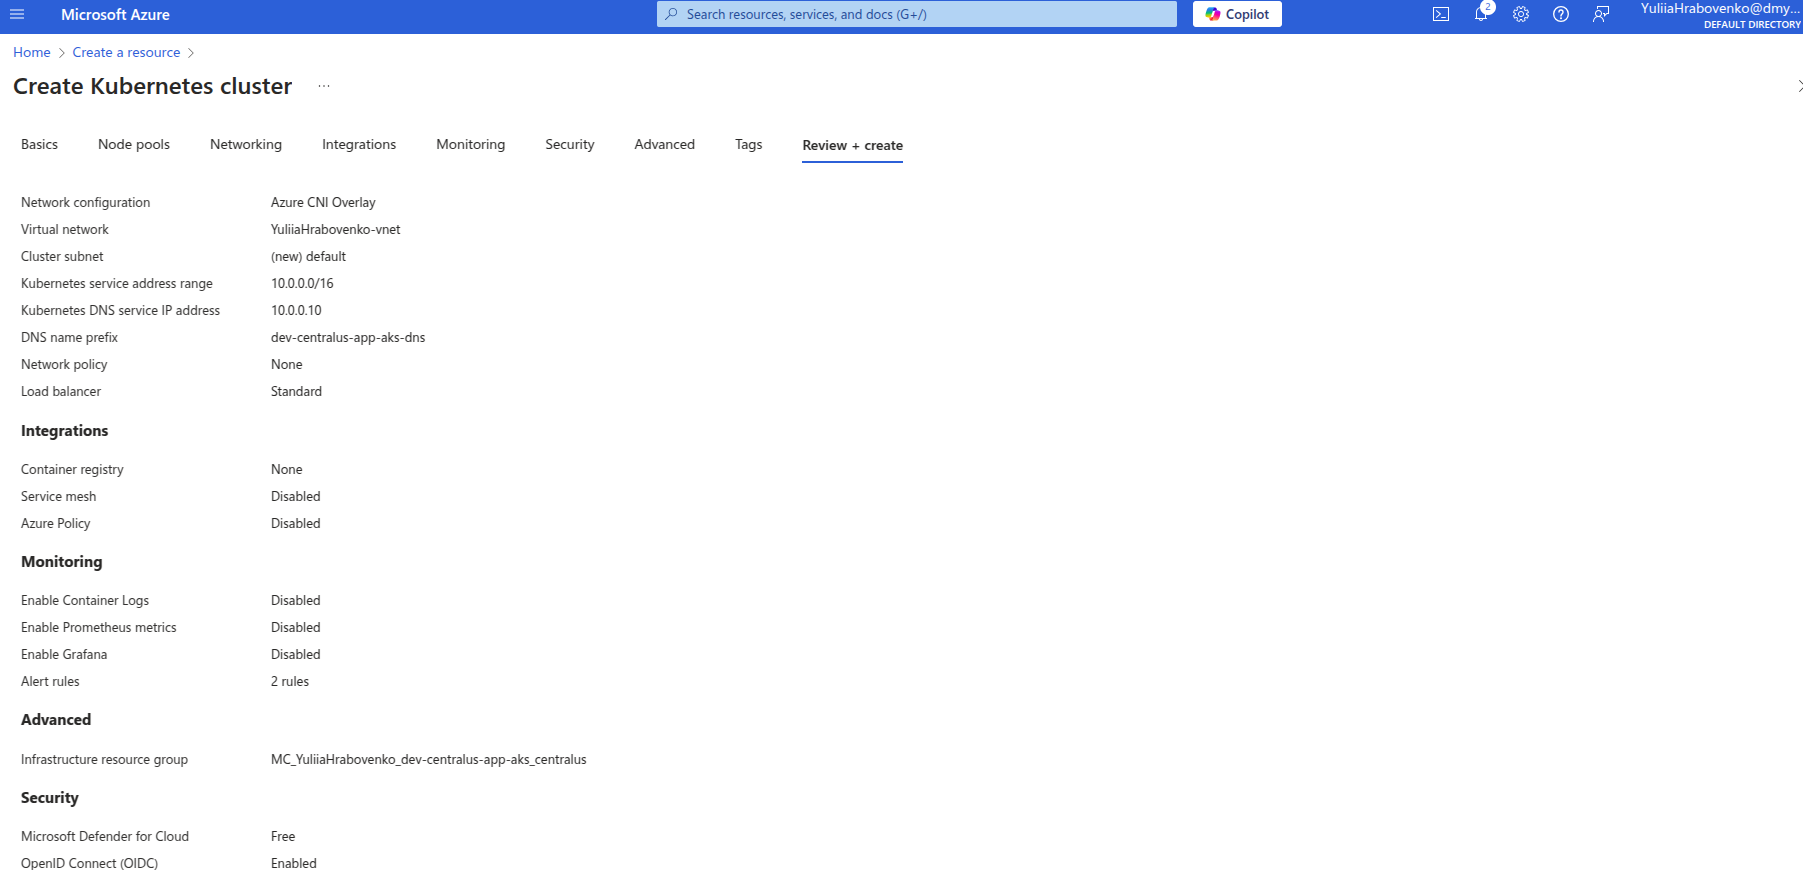 Microsoft Azure
Search resources, services, and docs (G+/)
Copilot
2
YuliiaHrabovenko@dmy...
DEFAULT DIRECTORY
Home > Create a resource >
Create Kubernetes cluster ...
Basics Node pools Networking Integrations Monitoring Security Advanced Tags Review + create
Network configuration Azure CNI Overlay
Virtual network YuliiaHrabovenko-vnet
Cluster subnet (new) default
Kubernetes service address range 10.0.0.0/16
Kubernetes DNS service IP address 10.0.0.10
DNS name prefix dev-centralus-app-aks-dns
Network policy None
Load balancer Standard
Integrations
Container registry None
Service mesh Disabled
Azure Policy Disabled
Monitoring
Enable Container Logs Disabled
Enable Prometheus metrics Disabled
Enable Grafana Disabled
Alert rules 2 rules
Advanced
Infrastructure resource group MC_YuliiaHrabovenko_dev-centralus-app-aks_centralus
Security
Microsoft Defender for Cloud Free
OpenID Connect (OIDC) Enabled